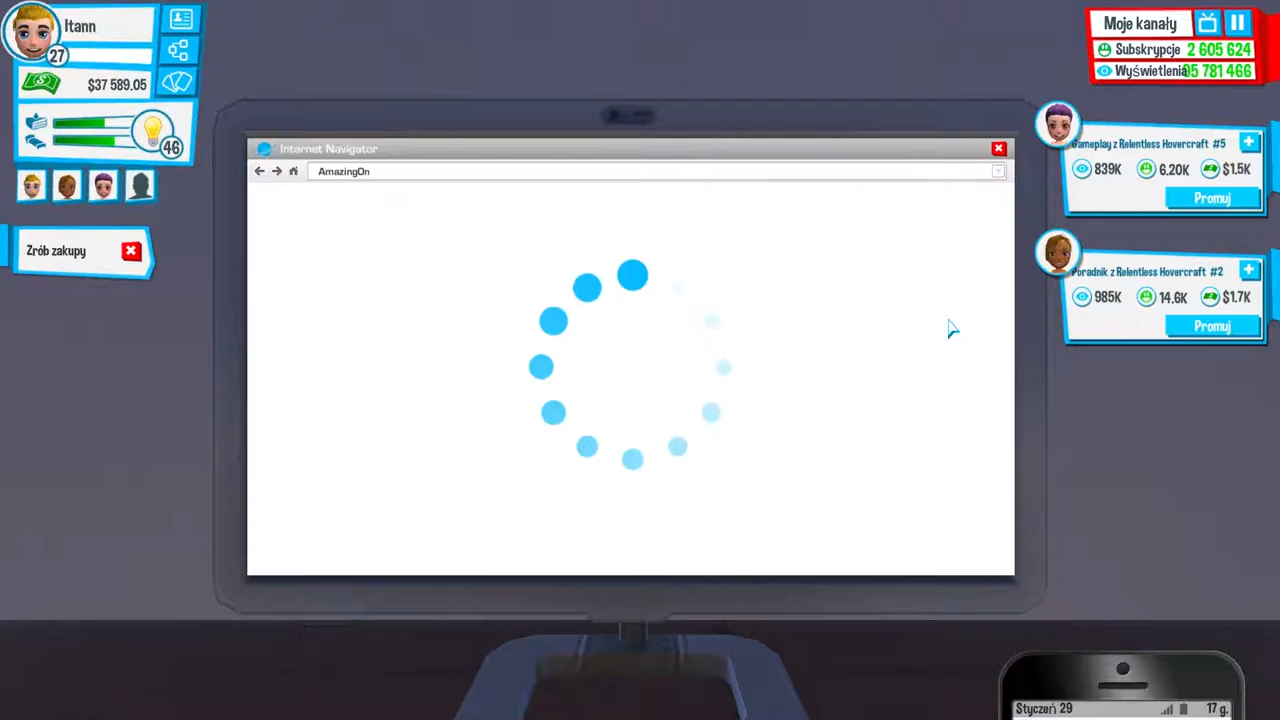 Itann
27
$37 589.05
46
Zrób zakupy
Internet Navigator
AmazingOn
Moje kanały
Subskrypcje 2 605 624
Wyświetlenia 95 781 466
Gameplay z Relentless Hovercraft #5
839K 6.20K $1.5K
Promuj
Poradnik z Relentless Hovercraft #2
985K 14.6K $1.7K
Promuj
Styczeń 29 17 g.